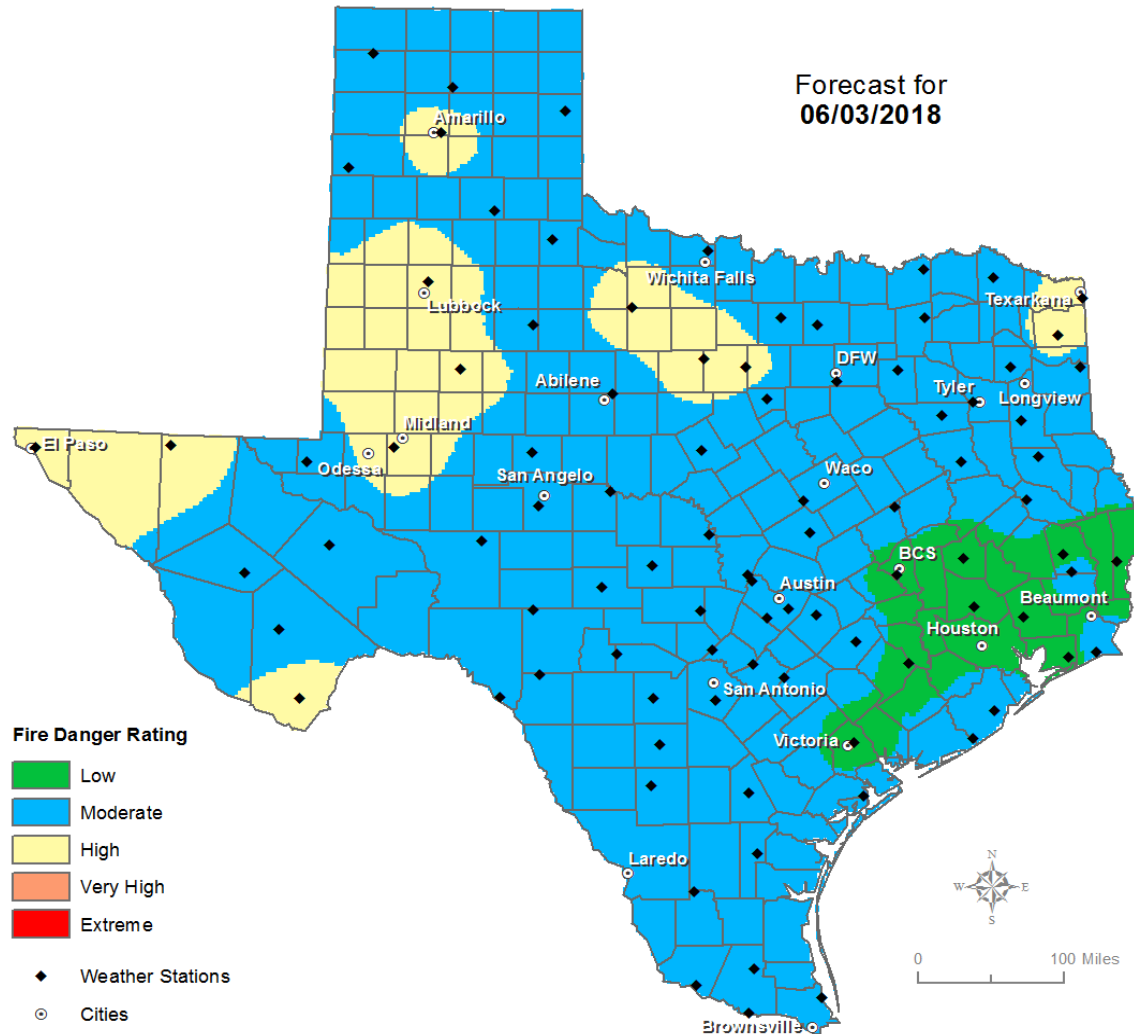 Forecast for
06/03/2018
Amarillo
Wichita Falls
Lubbock
Texarkana
DFW
Abilene
Tyler
Longview
Midland
El Paso
Odessa
San Angelo
Waco
BCS
Austin
Beaumont
Houston
San Antonio
Victoria
Laredo
Brownsville
Fire Danger Rating
Low
Moderate
High
Very High
Extreme
Weather Stations
Cities
N
W
E
S
0
100 Miles